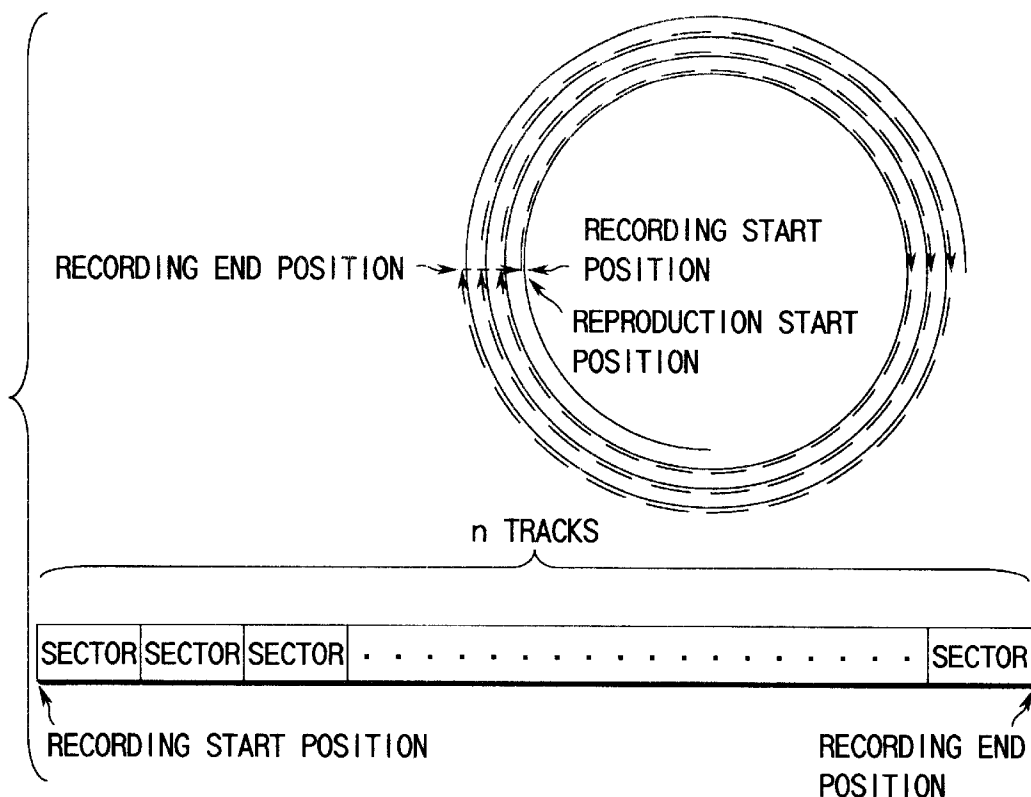 RECORDING START
POSITION
RECORDING END POSITION
REPRODUCTION START
POSITION
n TRACKS
SECTOR SECTOR SECTOR . . . . . . . . . . . . . . . . . . SECTOR
RECORDING START POSITION
RECORDING END
POSITION